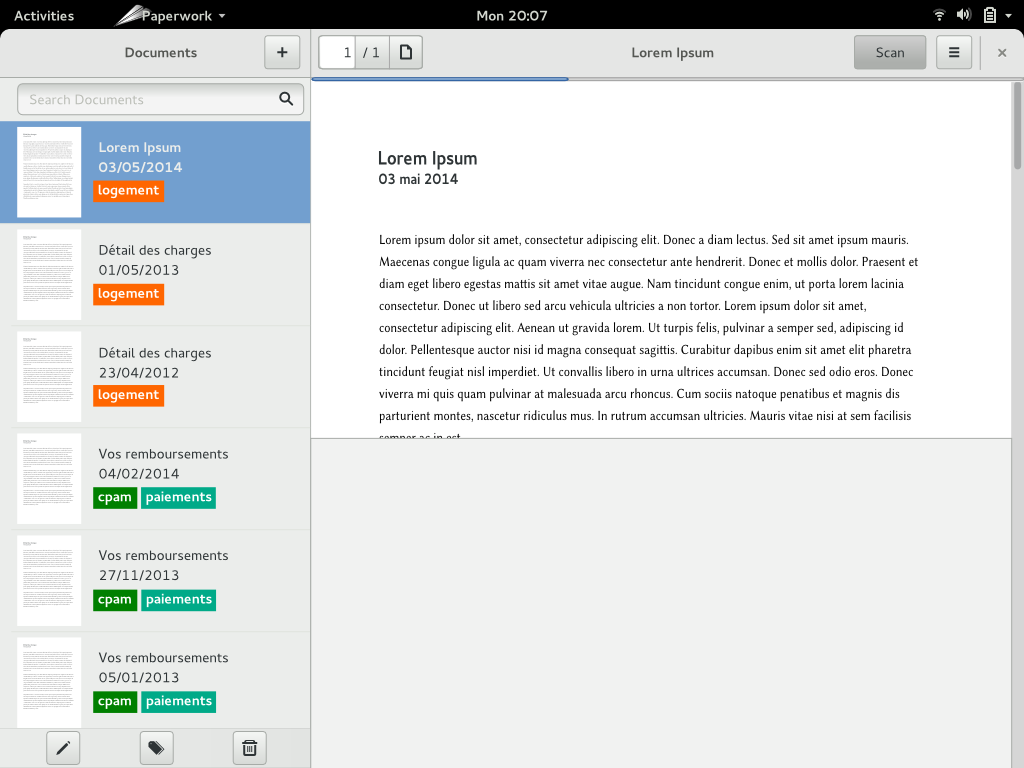 Activities
Paperwork
Mon 20:07
Documents
+
1 / 1
Lorem Ipsum
Scan
Search Documents
Lorem Ipsum
03/05/2014
logement
Détail des charges
01/05/2013
logement
Détail des charges
23/04/2012
logement
Vos remboursements
04/02/2014
cpam paiements
Vos remboursements
27/11/2013
cpam paiements
Vos remboursements
05/01/2013
cpam paiements
Lorem Ipsum
03 mai 2014
Lorem ipsum dolor sit amet, consectetur adipiscing elit. Donec a diam lectus. Sed sit amet ipsum mauris.
Maecenas congue ligula ac quam viverra nec consectetur ante hendrerit. Donec et mollis dolor. Praesent et
diam eget libero egestas mattis sit amet vitae augue. Nam tincidunt congue enim, ut porta lorem lacinia
consectetur. Donec ut libero sed arcu vehicula ultricies a non tortor. Lorem ipsum dolor sit amet,
consectetur adipiscing elit. Aenean ut gravida lorem. Ut turpis felis, pulvinar a semper sed, adipiscing id
dolor. Pellentesque auctor nisi id magna consequat sagittis. Curabitur dapibus enim sit amet elit pharetra
tincidunt feugiat nisl imperdiet. Ut convallis libero in urna ultrices accumsan. Donec sed odio eros. Donec
viverra mi quis quam pulvinar at malesuada arcu rhoncus. Cum sociis natoque penatibus et magnis dis
parturient montes, nascetur ridiculus mus. In rutrum accumsan ultricies. Mauris vitae nisi at sem facilisis
semper ac in est.